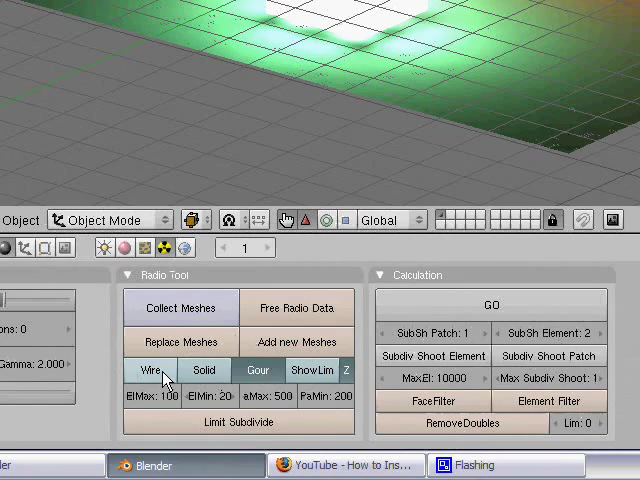 Object Object Mode Global
1
Radio Tool Calculation
Collect Meshes Free Radio Data GO
ons: 0 Replace Meshes Add new Meshes SubSh Patch: 1 SubSh Element: 2
Gamma: 2.000 Wire Solid Gour ShowLim Z Subdiv Shoot Element Subdiv Shoot Patch
ElMax: 100 ElMin: 20 aMax: 500 PaMin: 200 MaxEl: 10000 Max Subdiv Shoot: 1
Limit Subdivide FaceFilter Element Filter
RemoveDoubles Lim: 0
der Blender YouTube - How to Ins... Flashing